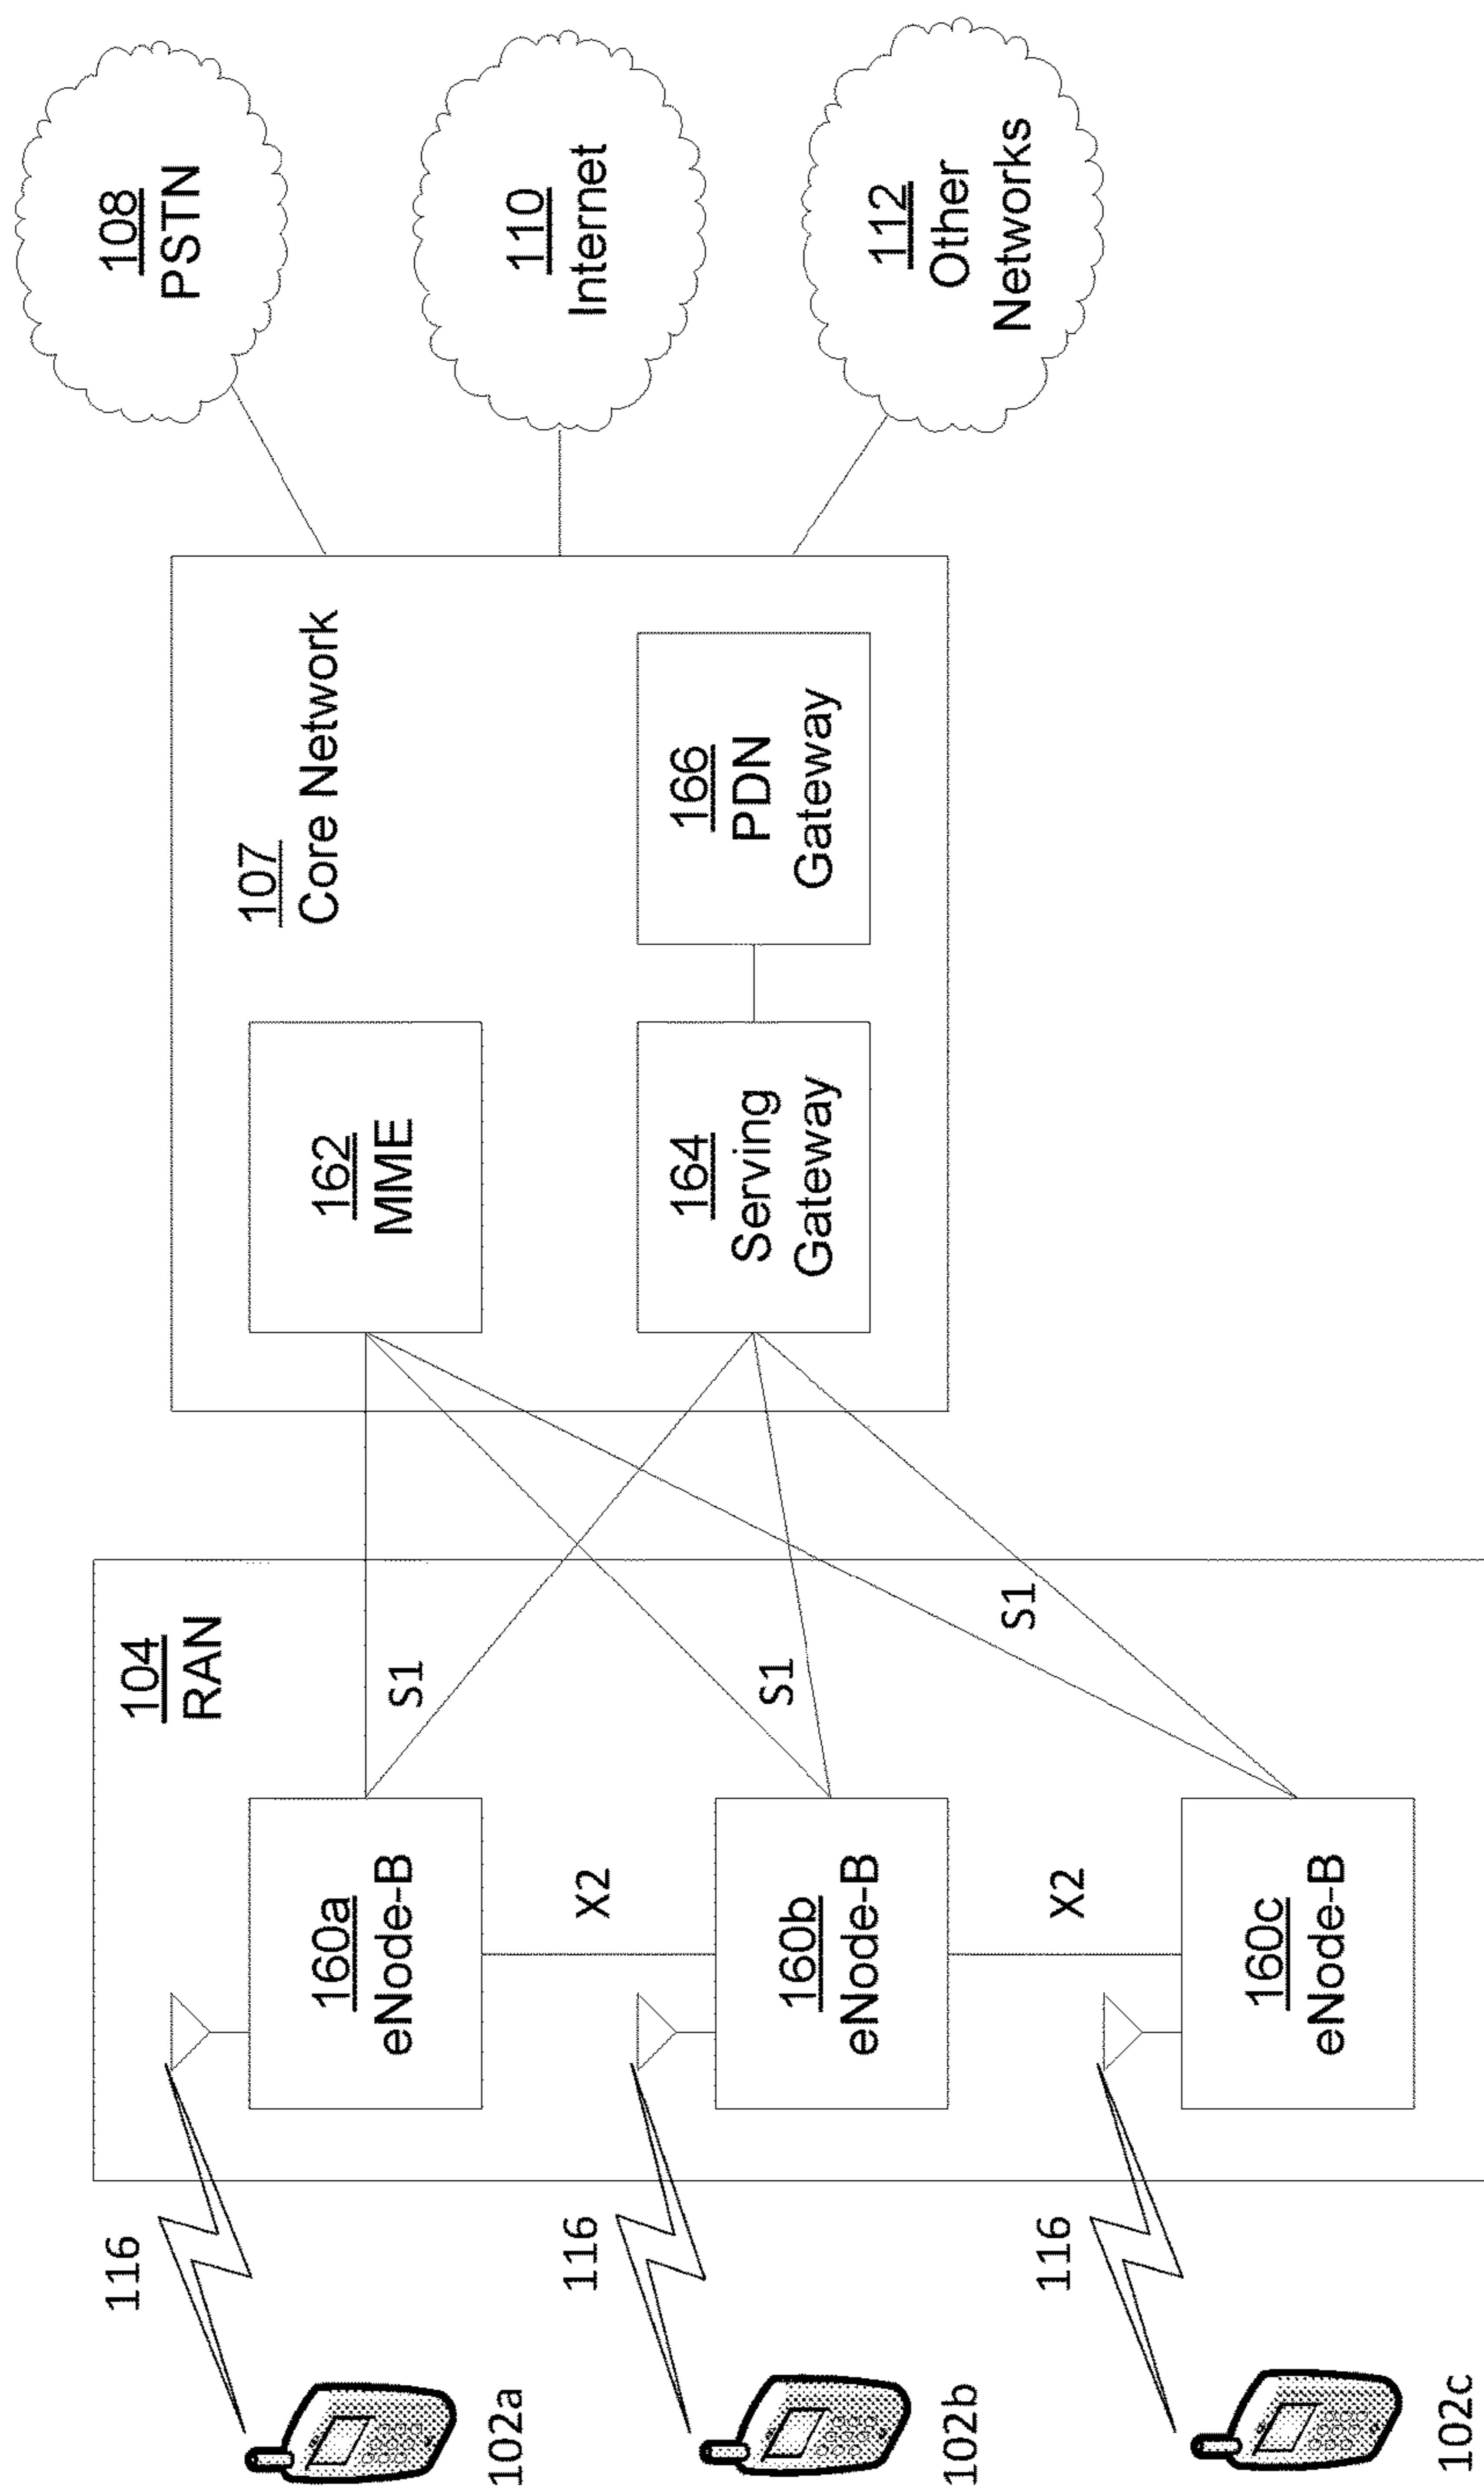 102a
116
104
RAN
160a
eNode-B
S1
162
MME
107
Core Network
108
PSTN
X2
102b
116
160b
eNode-B
S1
164
Serving
Gateway
166
PDN
Gateway
110
Internet
X2
102c
116
160c
eNode-B
S1
112
Other
Networks